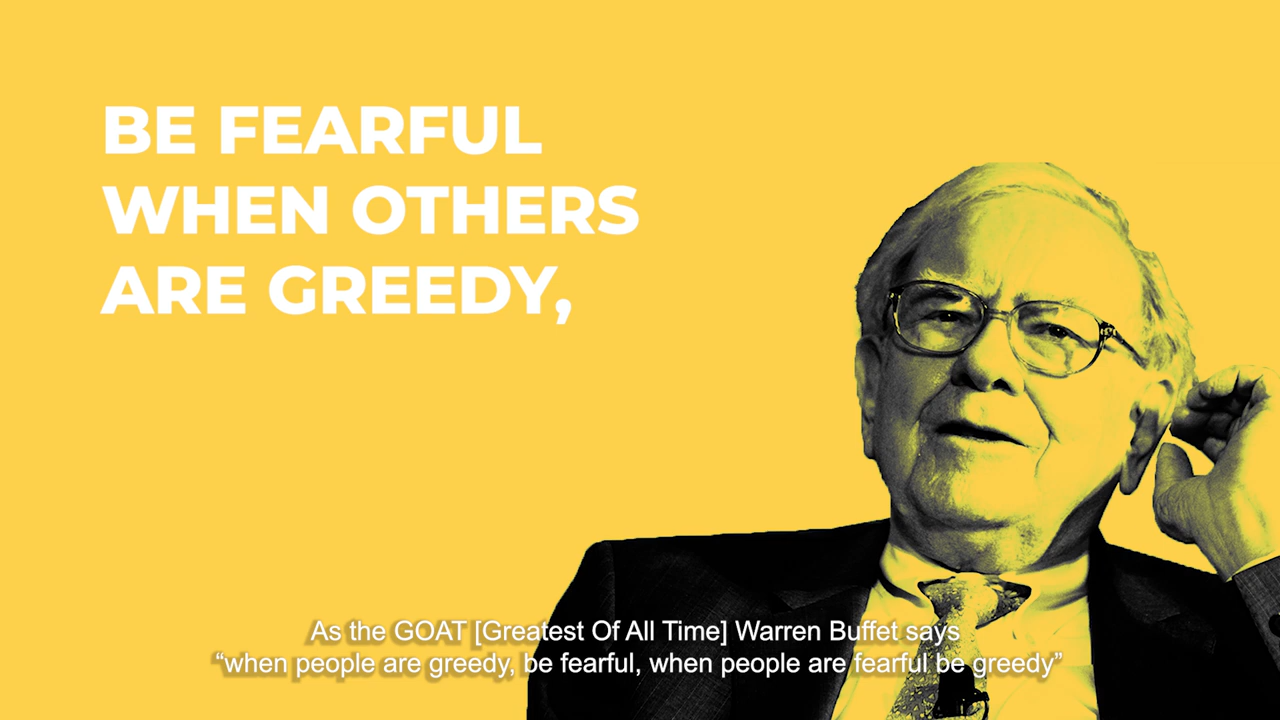 BE FEARFUL
WHEN OTHERS
ARE GREEDY,
As the GOAT [Greatest Of All Time] Warren Buffet says
“when people are greedy, be fearful, when people are fearful be greedy”